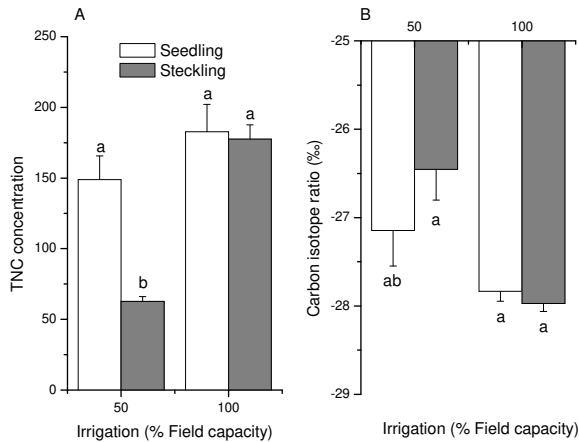 A
Seedling
Steckling
250
200
150
100
50
0
TNC concentration
a
b
a
a
50
100
Irrigation (% Field capacity)
B
50
100
-25
-26
-27
-28
-29
Carbon isotope ratio (‰)
ab
a
a
a
Irrigation (% Field capacity)